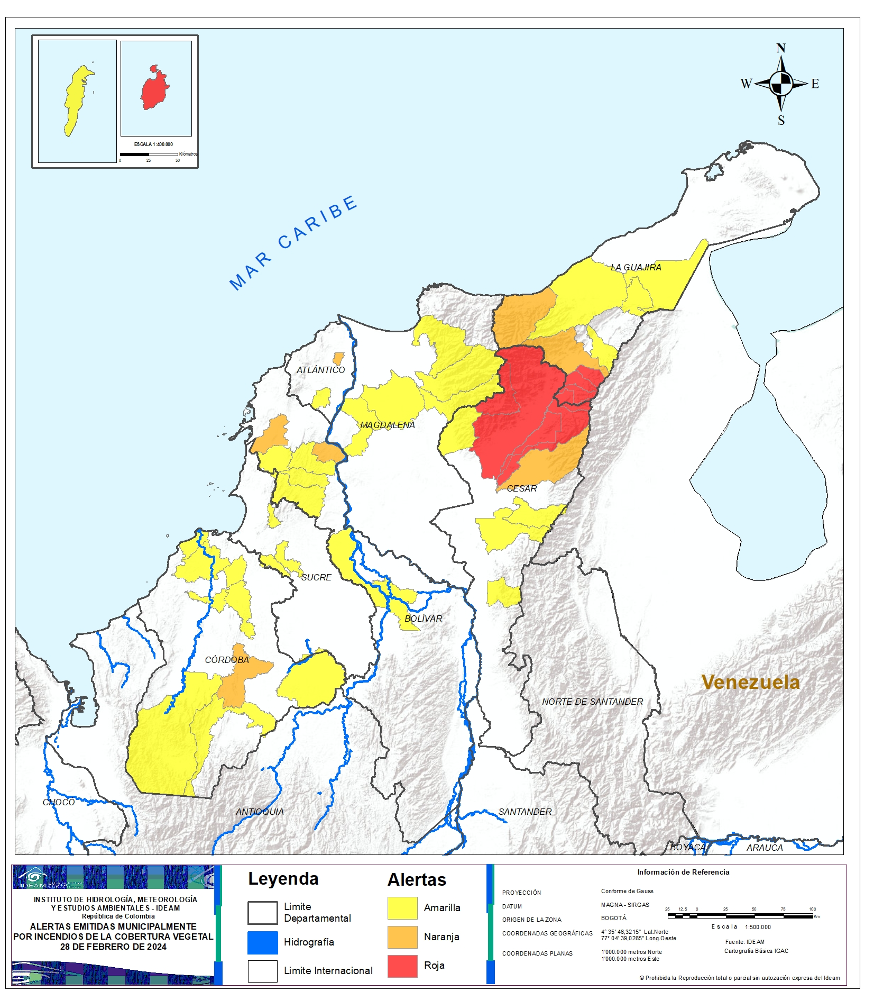 N
W E
S
ESCALA 1:400.000
Kilómetros
0 25 50
MAR CARIBE
LA GUAJIRA
ATLÁNTICO
MAGDALENA
CESAR
SUCRE
BOLÍVAR
CÓRDOBA
Venezuela
NORTE DE SANTANDER
CHOCO
ANTIOQUIA
SANTANDER
BOYACÁ
ARAUCA
IDEAM
INSTITUTO DE HIDROLOGÍA, METEOROLOGÍA
Y ESTUDIOS AMBIENTALES - IDEAM
República de Colombia
ALERTAS EMITIDAS MUNICIPALMENTE
POR INCENDIOS DE LA COBERTURA VEGETAL
28 DE FEBRERO DE 2024
Leyenda
Limite
Departamental
Hidrografía
Limite Internacional
Alertas
Amarilla
Naranja
Roja
Información de Referencia
PROYECCIÓN Conforme de Gauss
DATUM MAGNA - SIRGAS
ORIGEN DE LA ZONA BOGOTÁ
COORDENADAS GEOGRÁFICAS 4° 35' 46,3215" Lat.Norte
77° 04' 39,0285" Long.Oeste
COORDENADAS PLANAS 1'000.000 metros Norte
1'000.000 metros Este
25 12,5 0 25 50 75 100
Km
Escala 1:500.000
Fuente: IDEAM
Cartografía Básica IGAC
© Prohibida la Reproducción total o parcial sin autozación expresa del Ideam